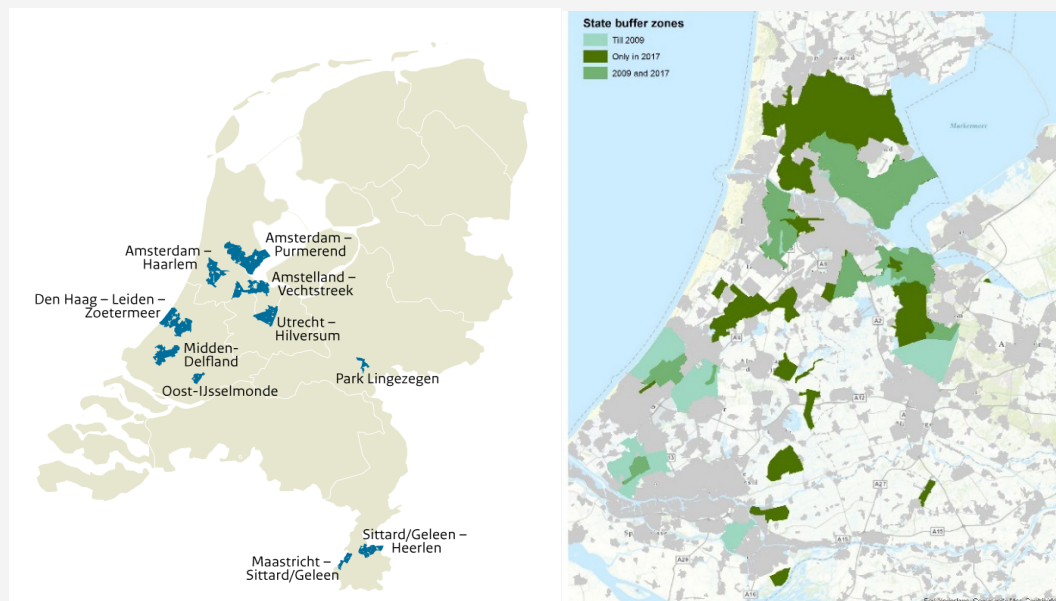 Amsterdam –
Purmerend
Amsterdam –
Haarlem
Amstelland –
Vechtstreek
Den Haag – Leiden –
Zoetermeer
Utrecht –
Hilversum
Midden-
Delfland
Park Lingezegen
Oost-IJsselmonde
Sittard/Geleen –
Heerlen
Maastricht –
Sittard/Geleen
State buffer zones
Till 2009
Only in 2017
2009 and 2017
Markermeer
A2
A12
A27
A15
A15
A16